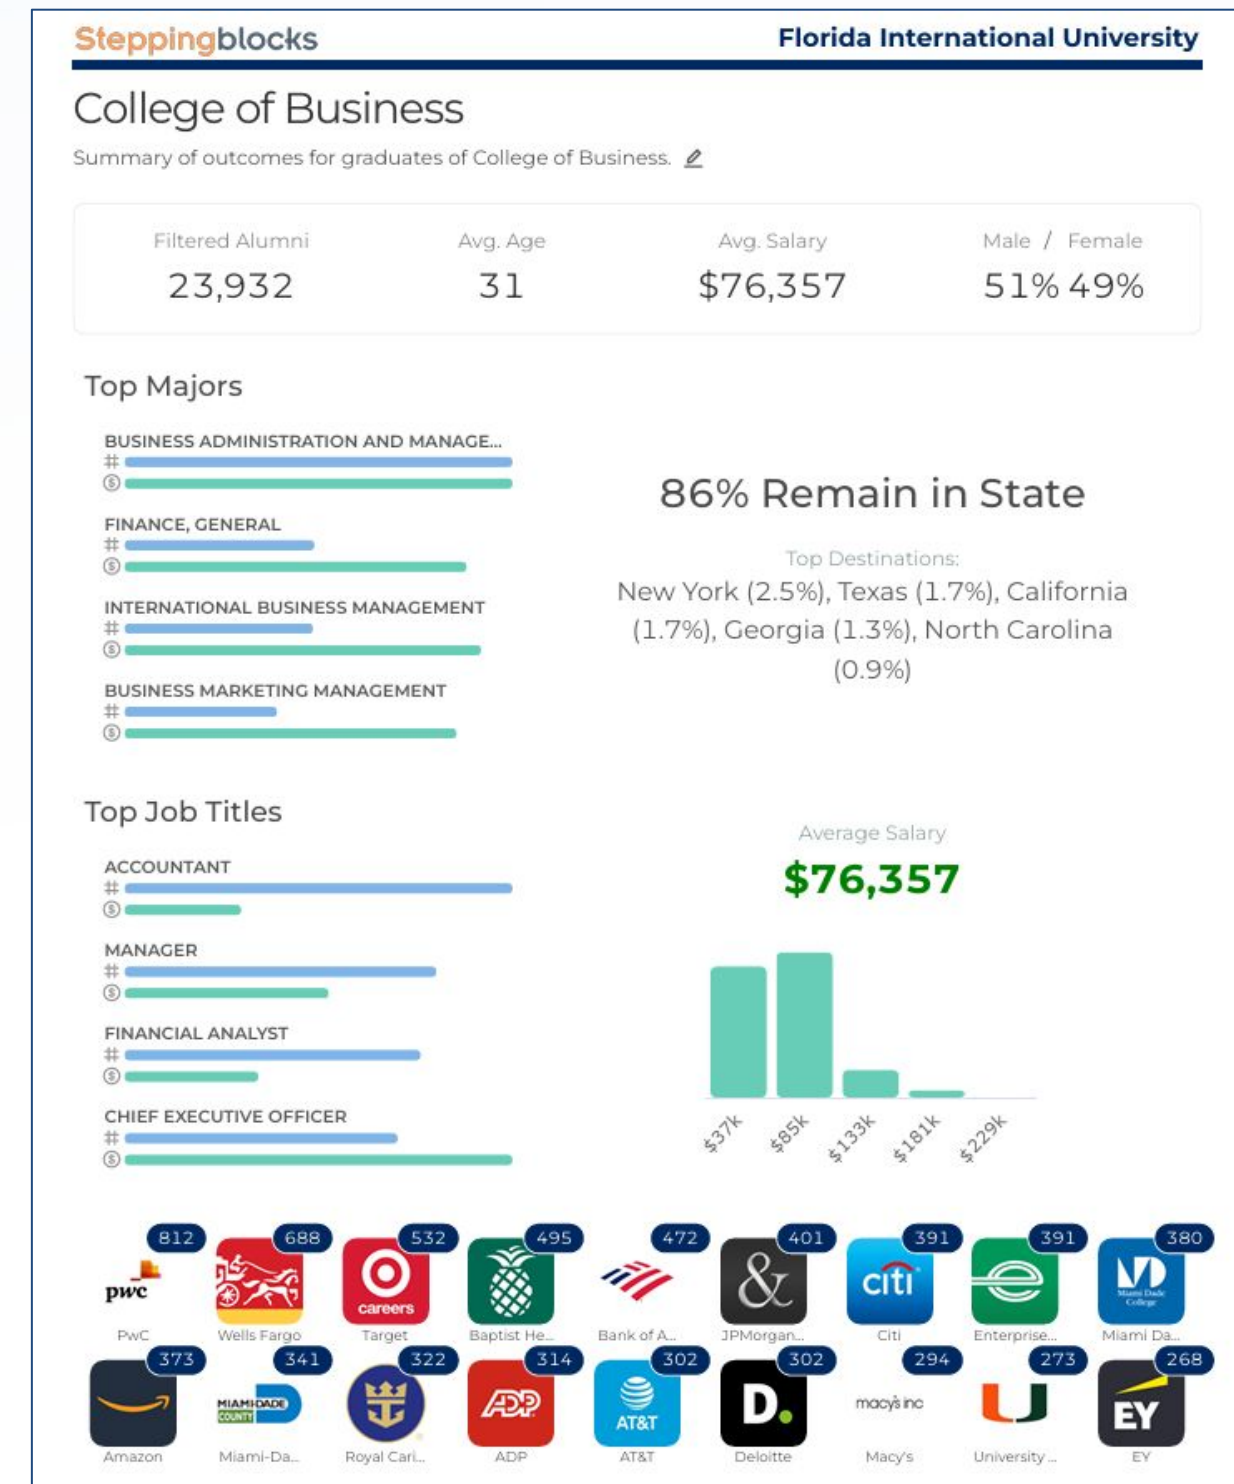 Steppingblocks
Florida International University
College of Business
Summary of outcomes for graduates of College of Business.
Filtered Alumni
23,932
Avg. Age
31
Avg. Salary
$76,357
Male / Female
51% 49%
Top Majors
BUSINESS ADMINISTRATION AND MANAGE...
#
$
FINANCE, GENERAL
#
$
INTERNATIONAL BUSINESS MANAGEMENT
#
$
BUSINESS MARKETING MANAGEMENT
#
$
86% Remain in State
Top Destinations:
New York (2.5%), Texas (1.7%), California
(1.7%), Georgia (1.3%), North Carolina
(0.9%)
Top Job Titles
ACCOUNTANT
#
$
MANAGER
#
$
FINANCIAL ANALYST
#
$
CHIEF EXECUTIVE OFFICER
#
$
Average Salary
$76,357
$37k $85k $133k $181k $229k
812 688 532 495 472 401 391 391 380
pwc
careers
&
citi
Miami Dade
College
PwC Wells Fargo Target Baptist He... Bank of A... JPMorgan... Citi Enterprise... Miami Da...
373 341 322 314 302 302 294 273 268
MIAMI-DADE
COUNTY
ADP
AT&T
D.
macy's inc
U
EY
Amazon Miami-Da... Royal Cari... ADP AT&T Deloitte Macy's University ... EY